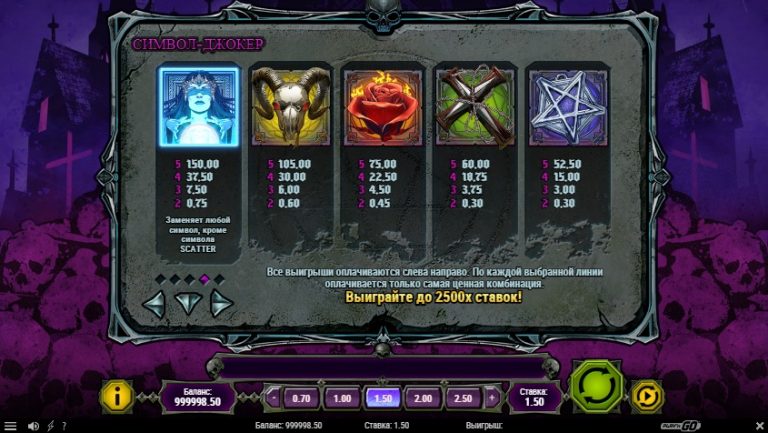 СИМВОЛ-ДЖОКЕР
5 150,00
4 37,50
3 7,50
2 0,75
5 105,00
4 30,00
3 6,00
2 0,60
5 75,00
4 22,50
3 4,50
2 0,45
5 60,00
4 18,75
3 3,75
2 0,30
5 52,50
4 15,00
3 3,00
2 0,30
Заменяет любой
символ, кроме
символа
SCATTER
Все выигрыши оплачиваются слева направо. По каждой выбранной линии
оплачивается только самая ценная комбинация.
Выиграйте до 2500x ставок!
Баланс:
999998.50
- 0.70 1.00 1.50 2.00 2.50 +
Ставка:
1.50
Баланс: 999998.50 Ставка: 1.50 Выигрыш:
PLAY'N GO